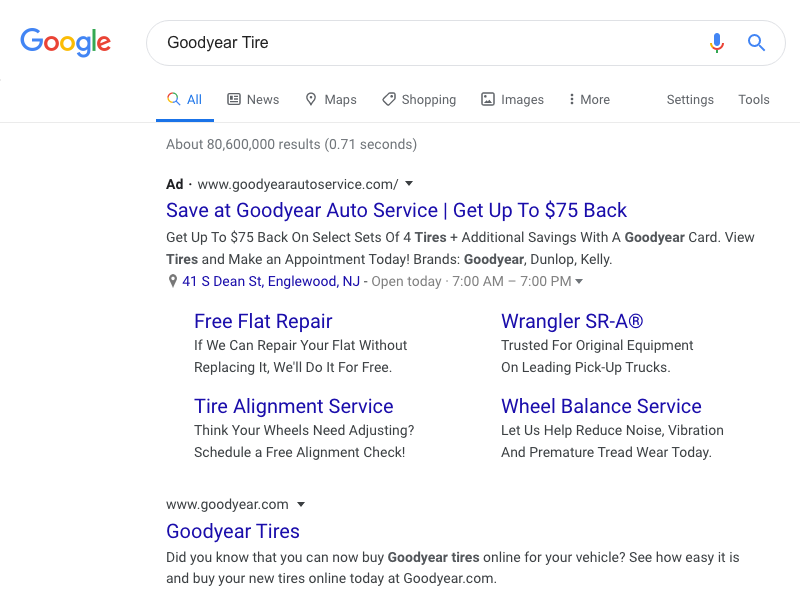 Google
Goodyear Tire
All News Maps Shopping Images More Settings Tools
About 80,600,000 results (0.71 seconds)
Ad · www.goodyearautoservice.com/
Save at Goodyear Auto Service | Get Up To $75 Back
Get Up To $75 Back On Select Sets Of 4 Tires + Additional Savings With A Goodyear Card. View
Tires and Make an Appointment Today! Brands: Goodyear, Dunlop, Kelly.
41 S Dean St, Englewood, NJ - Open today · 7:00 AM – 7:00 PM
Free Flat Repair
If We Can Repair Your Flat Without
Replacing It, We'll Do It For Free.
Wrangler SR-A®
Trusted For Original Equipment
On Leading Pick-Up Trucks.
Tire Alignment Service
Think Your Wheels Need Adjusting?
Schedule a Free Alignment Check!
Wheel Balance Service
Let Us Help Reduce Noise, Vibration
And Premature Tread Wear Today.
www.goodyear.com
Goodyear Tires
Did you know that you can now buy Goodyear tires online for your vehicle? See how easy it is
and buy your new tires online today at Goodyear.com.